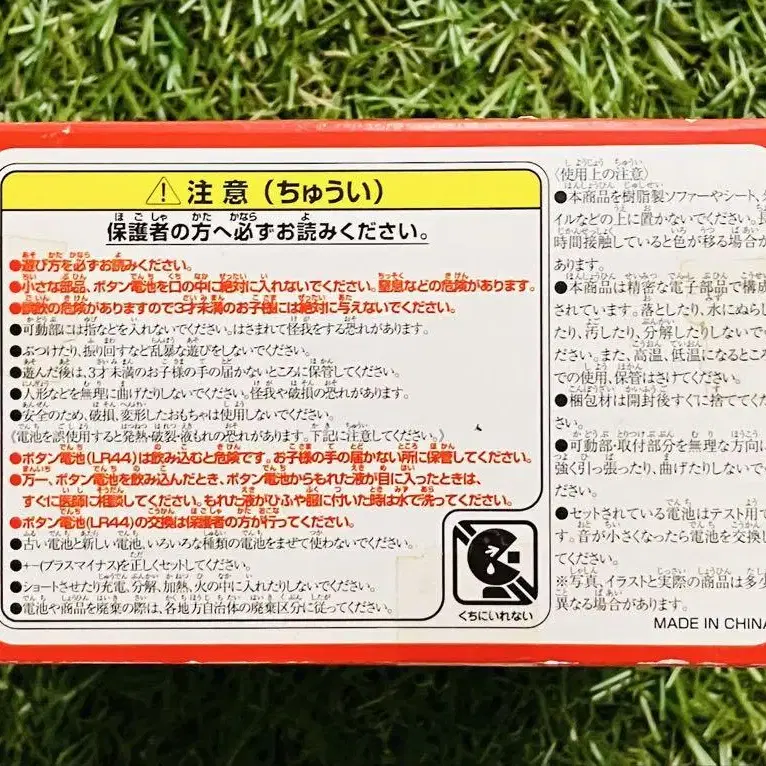 注意（ちゅうい）
保護者の方へ必ずお読みください。
●遊び方を必ずお読みください。
●小さな部品、ボタン電池を口の中に絶対に入れないでください。窒息などの危険があります。
●誤飲の危険がありますので3才未満のお子様には絶対に与えないでください。
●可動部には指などを入れないでください。はさまれて怪我をする恐れがあります。
●ぶつけたり、振り回すなど乱暴な遊びをしないでください。
●遊んだ後は、3才未満のお子様の手の届かないところに保管してください。
●人形などを無理に曲げたりしないでください。怪我や破損の恐れがあります。
●安全のため、破損、変形したおもちゃは使用しないでください。
《電池を誤使用すると発熱・破裂・液もれの恐れがあります。下記に注意してください。》
●ボタン電池(LR44)は飲み込むと危険です。お子様の手の届かない所に保管してください。
●万一、ボタン電池を飲み込んだとき、ボタン電池からもれた液が目に入ったときは、
すぐに医師に相談してください。もれた液がひふや服に付いた時は水で洗ってください。
●ボタン電池(LR44)の交換は保護者の方が行ってください。
●古い電池と新しい電池、いろいろな種類の電池をまぜて使わないでください。
●+-(プラスマイナス)を正しくセットしてください。
●ショートさせたり充電、分解、加熱、火の中に入れたりしないでください。
●電池や商品を廃棄の際は、各地方自治体の廃棄区分に従ってください。
くちにいれない
〈使用上の注意〉
●本商品を樹脂製ソファーやシート、タ
イルなどの上に置かないでください。長
時間接触していると色が移る場合が
あります。
●本商品は精密な電子部品で構成
されています。落としたり、水にぬらし
たり、汚したり、分解したりしないでくだ
さい。また、高温、低温になるところ
での使用、保管はさけてください。
●梱包材は開封後すぐに捨ててくだ
さい。
●可動部・取付部分を無理な方向に
強く引っ張ったり、曲げたりしないでく
ださい。
●セットされている電池はテスト用で
す。音が小さくなったら電池を交換し
てください。
※写真、イラストと実際の商品は多少
異なる場合があります。
MADE IN CHINA